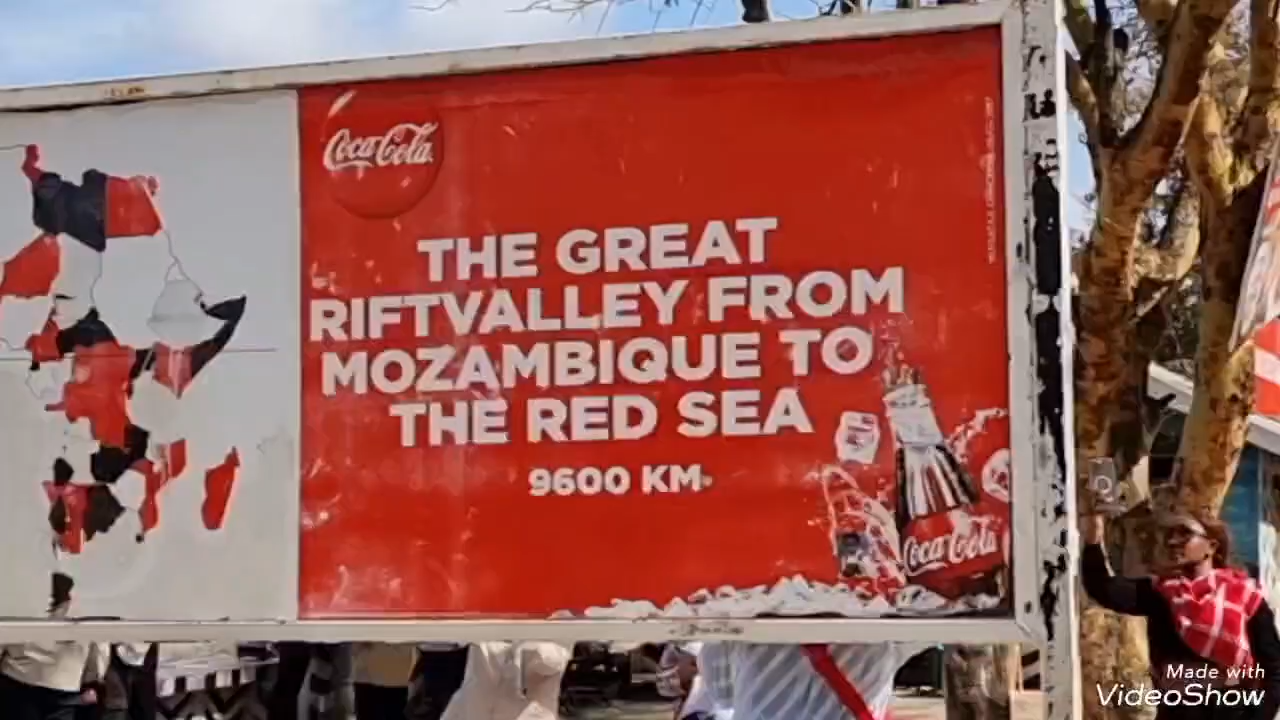 Coca-Cola
THE GREAT
RIFTVALLEY FROM
MOZAMBIQUE TO
THE RED SEA
9600 KM
Coca-Cola
Made with
VideoShow